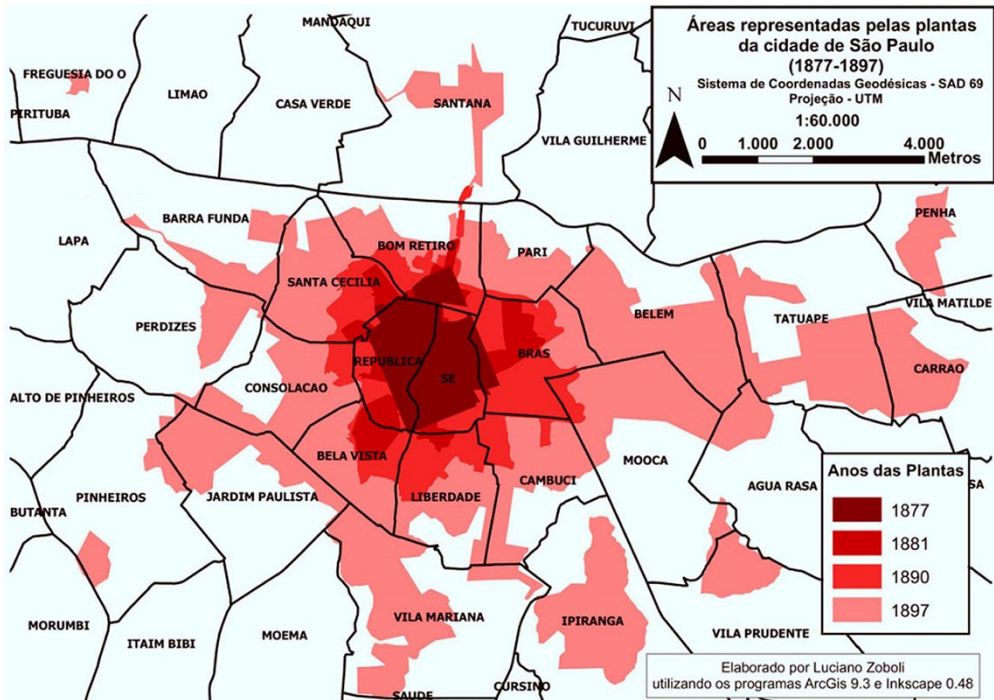 Áreas representadas pelas plantas
da cidade de São Paulo
(1877-1897)
Sistema de Coordenadas Geodésicas - SAD 69
Projeção - UTM
1:60.000
N
0 1.000 2.000 4.000
Metros
MANDAQUI
TUCURUVI
FREGUESIA DO O
LIMAO
CASA VERDE
SANTANA
PIRITUBA
VILA GUILHERME
BARRA FUNDA
PENHA
LAPA
BOM RETIRO
PARI
SANTA CECILIA
VILA MATILDE
PERDIZES
BELEM
TATUAPE
REPUBLICA
BRAS
CARRAO
SE
CONSOLACAO
ALTO DE PINHEIROS
BELA VISTA
MOOCA
CAMBUCI
AGUA RASA
SA
PINHEIROS
JARDIM PAULISTA
LIBERDADE
BUTANTA
MORUMBI
ITAIM BIBI
MOEMA
VILA MARIANA
IPIRANGA
VILA PRUDENTE
CURSINO
SAUDE
Anos das Plantas
1877
1881
1890
1897
Elaborado por Luciano Zoboli
utilizando os programas ArcGis 9.3 e Inkscape 0.48